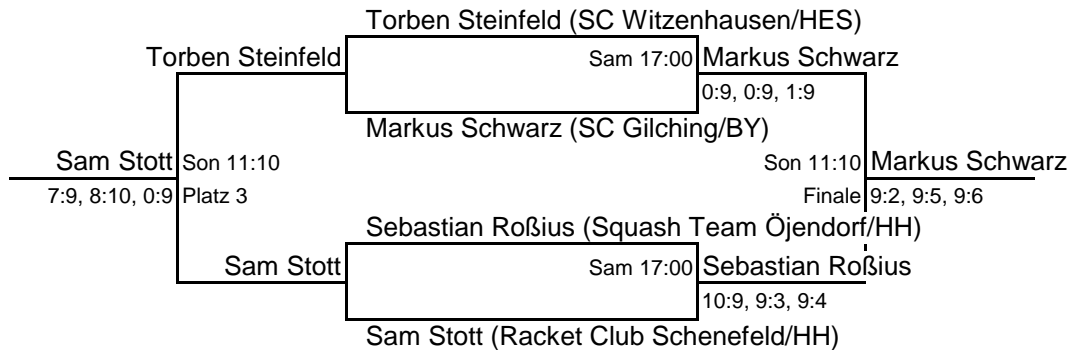 Torben Steinfeld (SC Witzenhausen/HES)
Torben Steinfeld Sam 17:00 Markus Schwarz
0:9, 0:9, 1:9
Markus Schwarz (SC Gilching/BY)
Sam Stott Son 11:10 Son 11:10 Markus Schwarz
7:9, 8:10, 0:9 Platz 3 Finale 9:2, 9:5, 9:6
Sebastian Roßius (Squash Team Öjendorf/HH)
Sam Stott Sam 17:00 Sebastian Roßius
10:9, 9:3, 9:4
Sam Stott (Racket Club Schenefeld/HH)